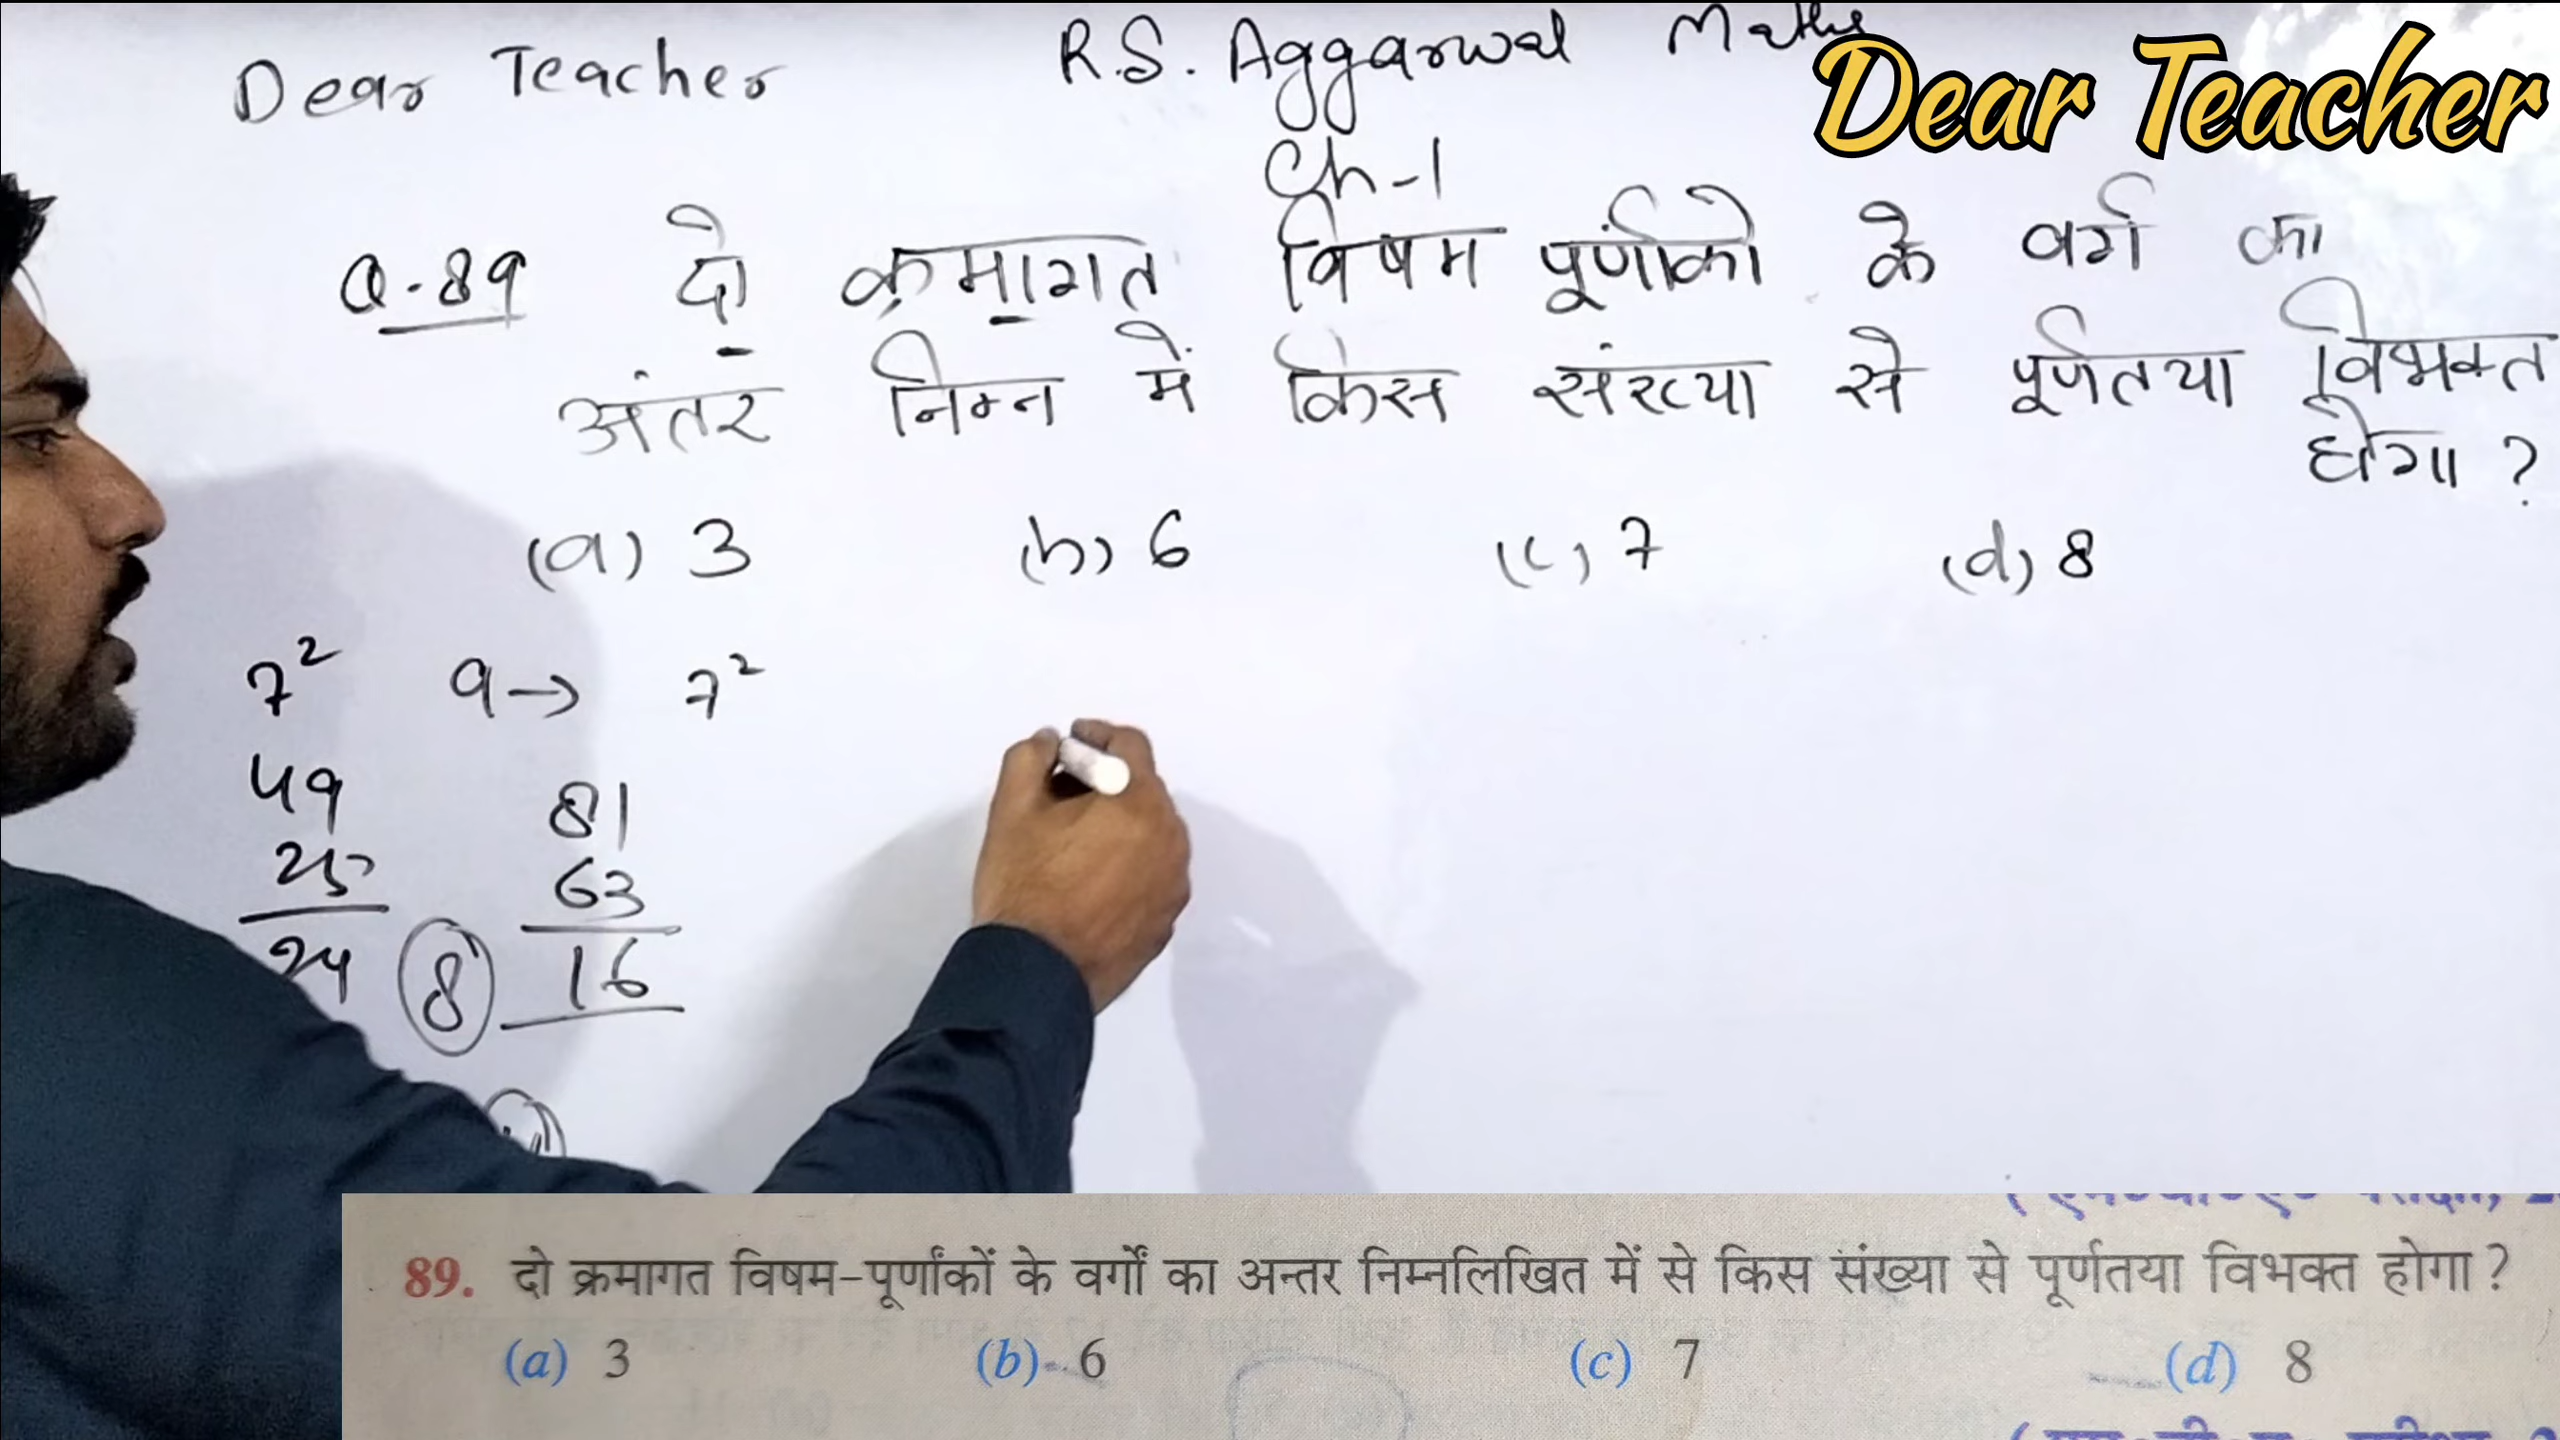 Dear Teacher R.S. Aggarwal Maths
Dear Teacher
Ch-1
Q.89 दो क्रमागत विषम पूर्णांको के वर्ग का
अंतर निम्न में किस संख्या से पूर्णतया विभक्त
होगा ?
(a) 3 (b) 6 (c) 7 (d) 8
7² 9→ 7²
49 81
25 63
24 8 16
89. दो क्रमागत विषम-पूर्णांकों के वर्गों का अन्तर निम्नलिखित में से किस संख्या से पूर्णतया विभक्त होगा ?
(a) 3 (b) 6 (c) 7 (d) 8